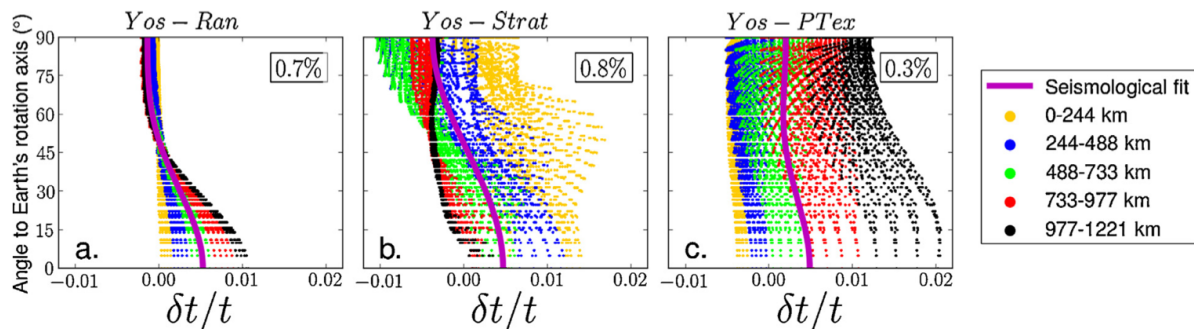 Yos − Ran
Yos − Strat
Yos − PTex
Angle to Earth's rotation axis (°)
90
75
60
45
30
15
0
0.7%
0.8%
0.3%
a.
b.
c.
−0.01 0.00 0.01 0.02
−0.01 0.00 0.01 0.02
−0.01 0.00 0.01 0.02
δt/t
δt/t
δt/t
Seismological fit
0-244 km
244-488 km
488-733 km
733-977 km
977-1221 km